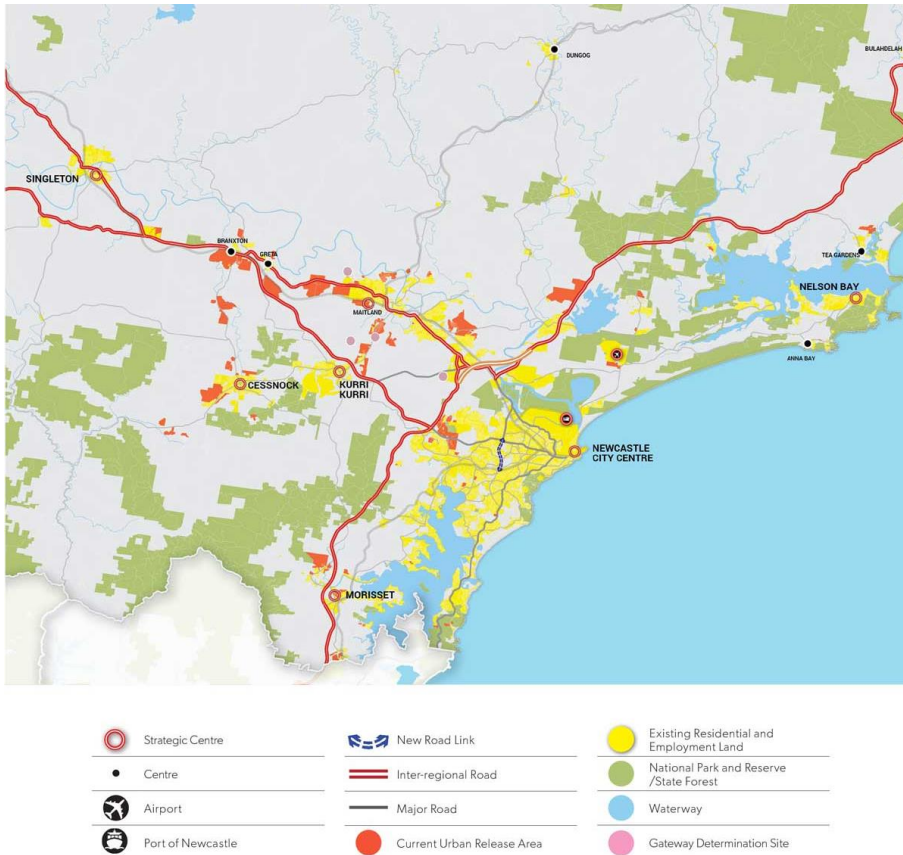 DUNGOG
BULAHDELAH
SINGLETON
BRANXTON
GRETA
TEA GARDENS
NELSON BAY
MAITLAND
ANNA BAY
CESSNOCK
KURRI
KURRI
NEWCASTLE
CITY CENTRE
MORISSET
Strategic Centre
Centre
Airport
Port of Newcastle
New Road Link
Inter-regional Road
Major Road
Current Urban Release Area
Existing Residential and
Employment Land
National Park and Reserve
/State Forest
Waterway
Gateway Determination Site